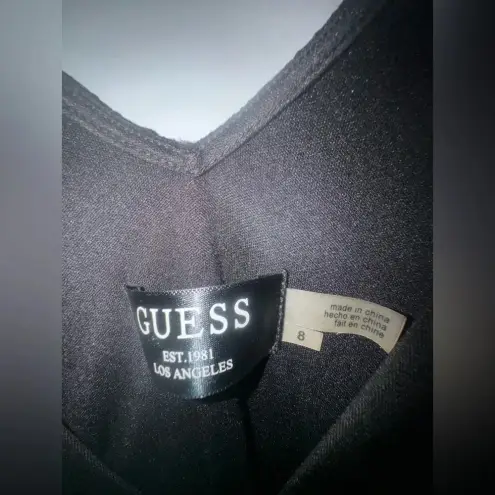 GUESS
EST.1981
LOS ANGELES
8
made in china
hecho en china
fait en chine